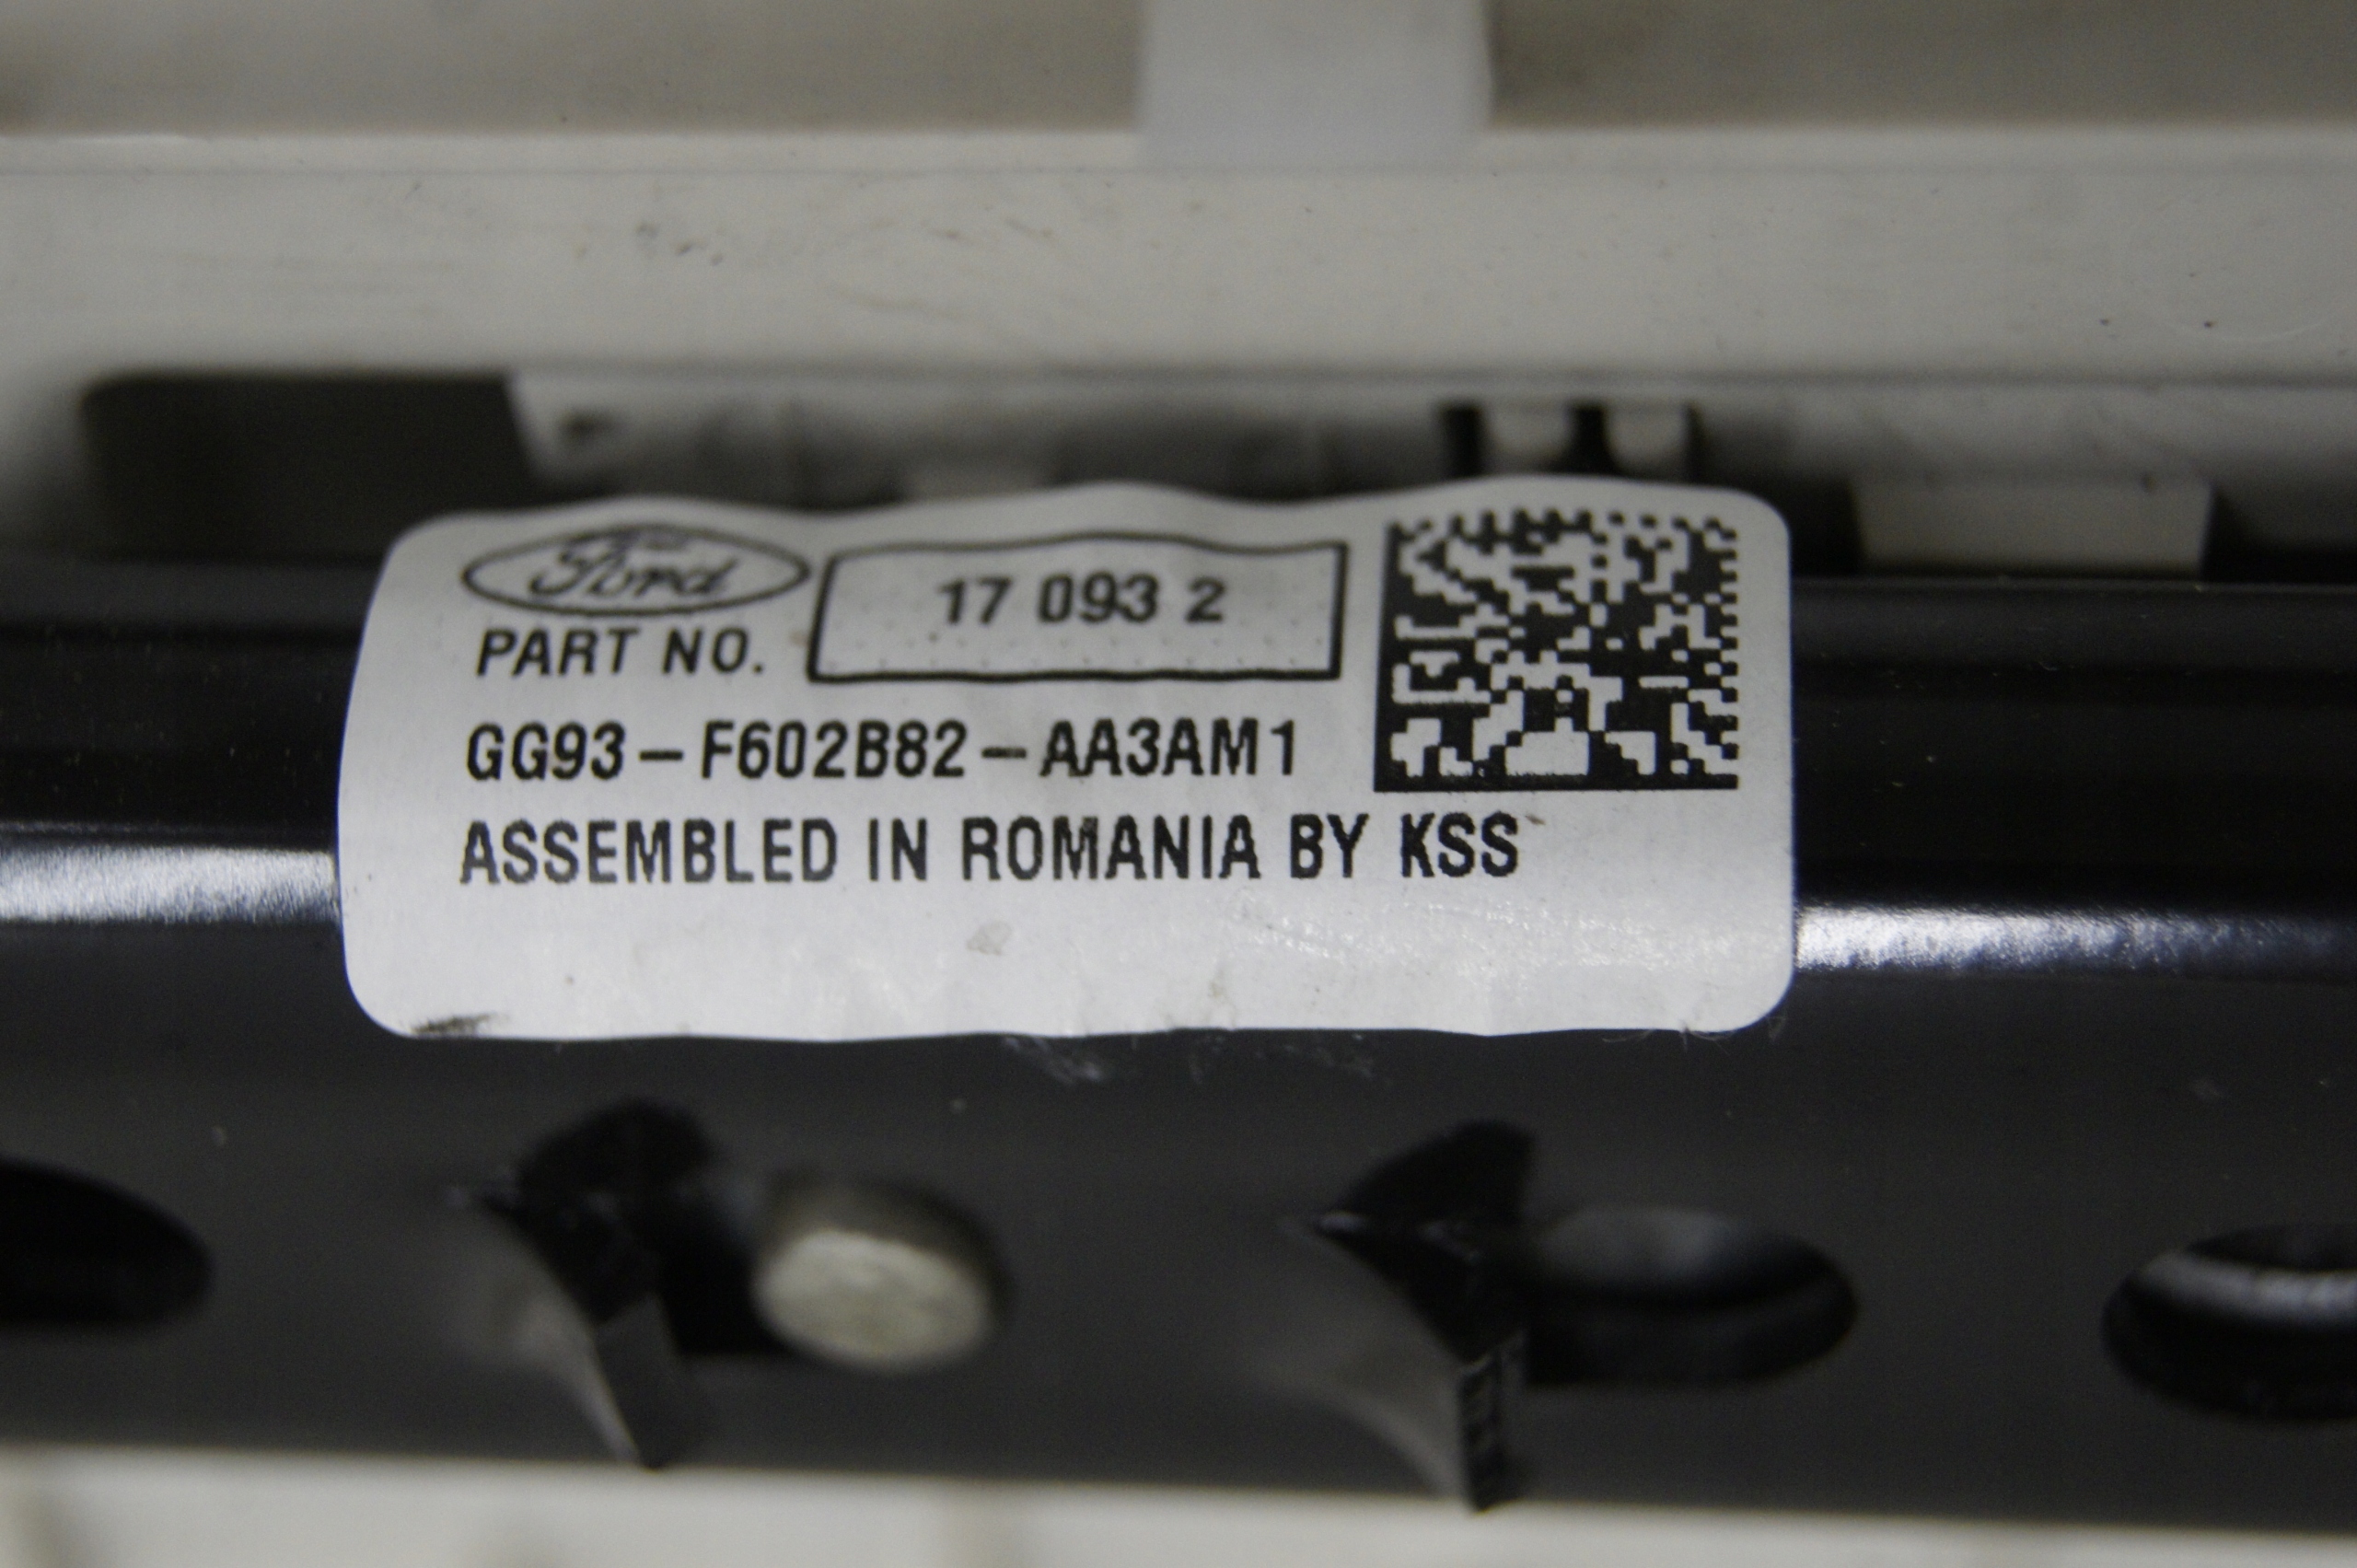 Ford
17 093 2
PART NO.
GG93-F602B82-AA3AM1
ASSEMBLED IN ROMANIA BY KSS